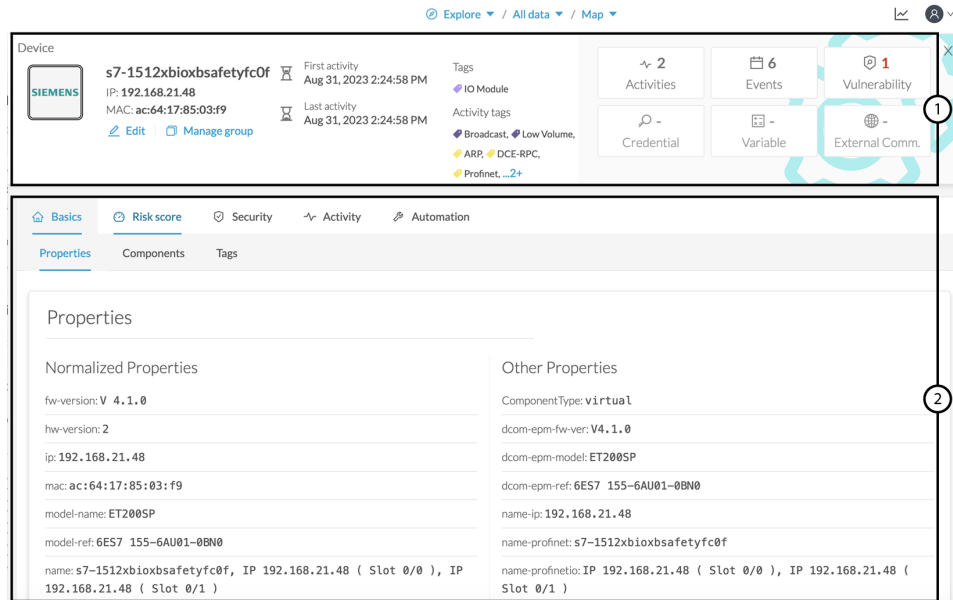 Explore / All data / Map
Device
SIEMENS
s7-1512xbioxbsafetyfc0f
IP: 192.168.21.48
MAC: ac:64:17:85:03:f9
Edit Manage group
First activity
Aug 31, 2023 2:24:58 PM
Last activity
Aug 31, 2023 2:24:58 PM
Tags
IO Module
Activity tags
Broadcast, Low Volume,
ARP, DCE-RPC,
Profinet, ...2+
2
Activities
6
Events
1
Vulnerability
-
Credential
-
Variable
-
External Comm.
1
Basics Risk score Security Activity Automation
Properties Components Tags
Properties
Normalized Properties
fw-version: V 4.1.0
hw-version: 2
ip: 192.168.21.48
mac: ac:64:17:85:03:f9
model-name: ET200SP
model-ref: 6ES7 155-6AU01-0BN0
name: s7-1512xbioxbsafetyfc0f, IP 192.168.21.48 ( Slot 0/0 ), IP
192.168.21.48 ( Slot 0/1 )
Other Properties
ComponentType: virtual
dcom-epm-fw-ver: V4.1.0
dcom-epm-model: ET200SP
dcom-epm-ref: 6ES7 155-6AU01-0BN0
name-ip: 192.168.21.48
name-profinet: s7-1512xbioxbsafetyfc0f
name-profinetio: IP 192.168.21.48 ( Slot 0/0 ), IP 192.168.21.48 (
Slot 0/1 )
2